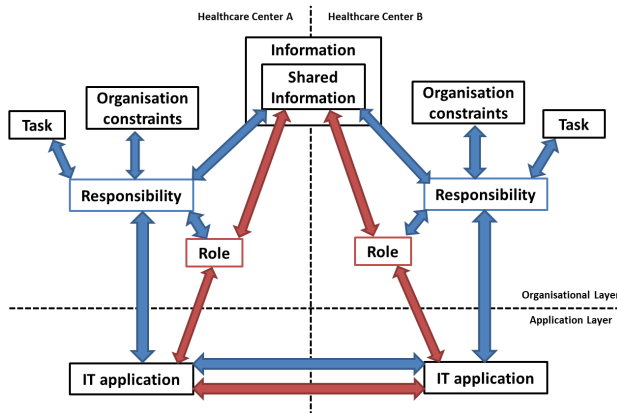 Healthcare Center A
Healthcare Center B
Information
Shared
Information
Organisation
constraints
Organisation
constraints
Task
Task
Responsibility
Responsibility
Role
Role
Organisational Layer
Application Layer
IT application
IT application